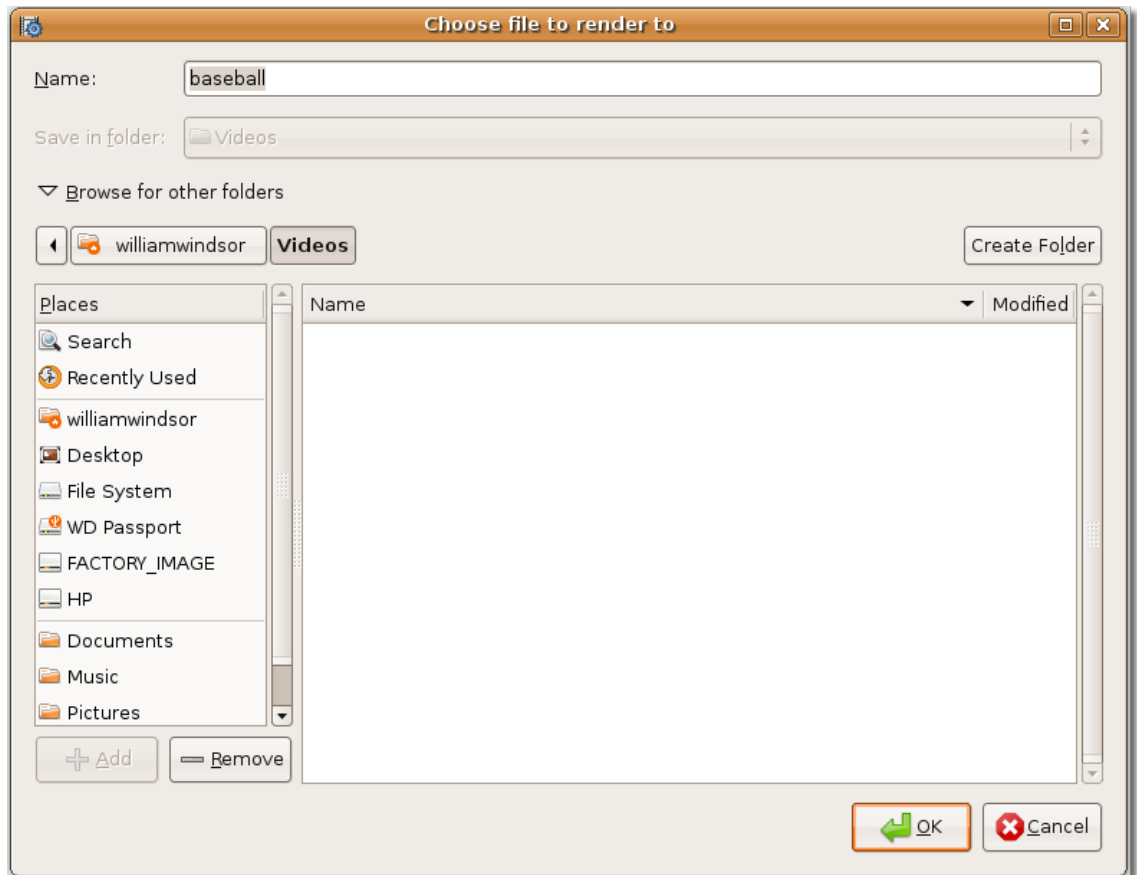 Choose file to render to
Name: baseball
Save in folder: Videos
Browse for other folders
williamwindsor Videos Create Folder
Places
Search
Recently Used
williamwindsor
Desktop
File System
WD Passport
FACTORY_IMAGE
HP
Documents
Music
Pictures
Name Modified
Add Remove
OK Cancel